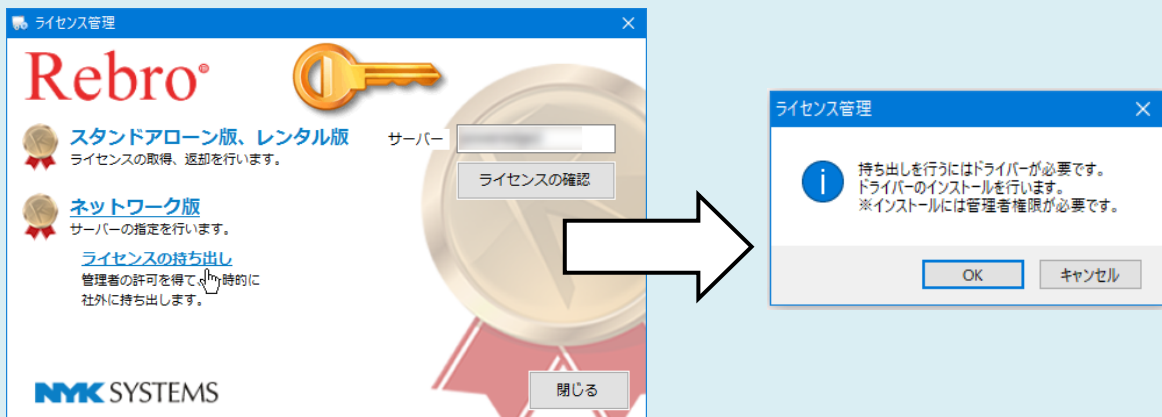 ライセンス管理
Rebro®
スタンドアローン版、レンタル版
ライセンスの取得、返却を行います。
ネットワーク版
サーバーの指定を行います。
ライセンスの持ち出し
管理者の許可を得て、時的に
社外に持ち出します。
サーバー
ライセンスの確認
NYK SYSTEMS
閉じる
ライセンス管理
持ち出しを行うにはドライバーが必要です。
ドライバーのインストールを行います。
※インストールには管理者権限が必要です。
OK
キャンセル